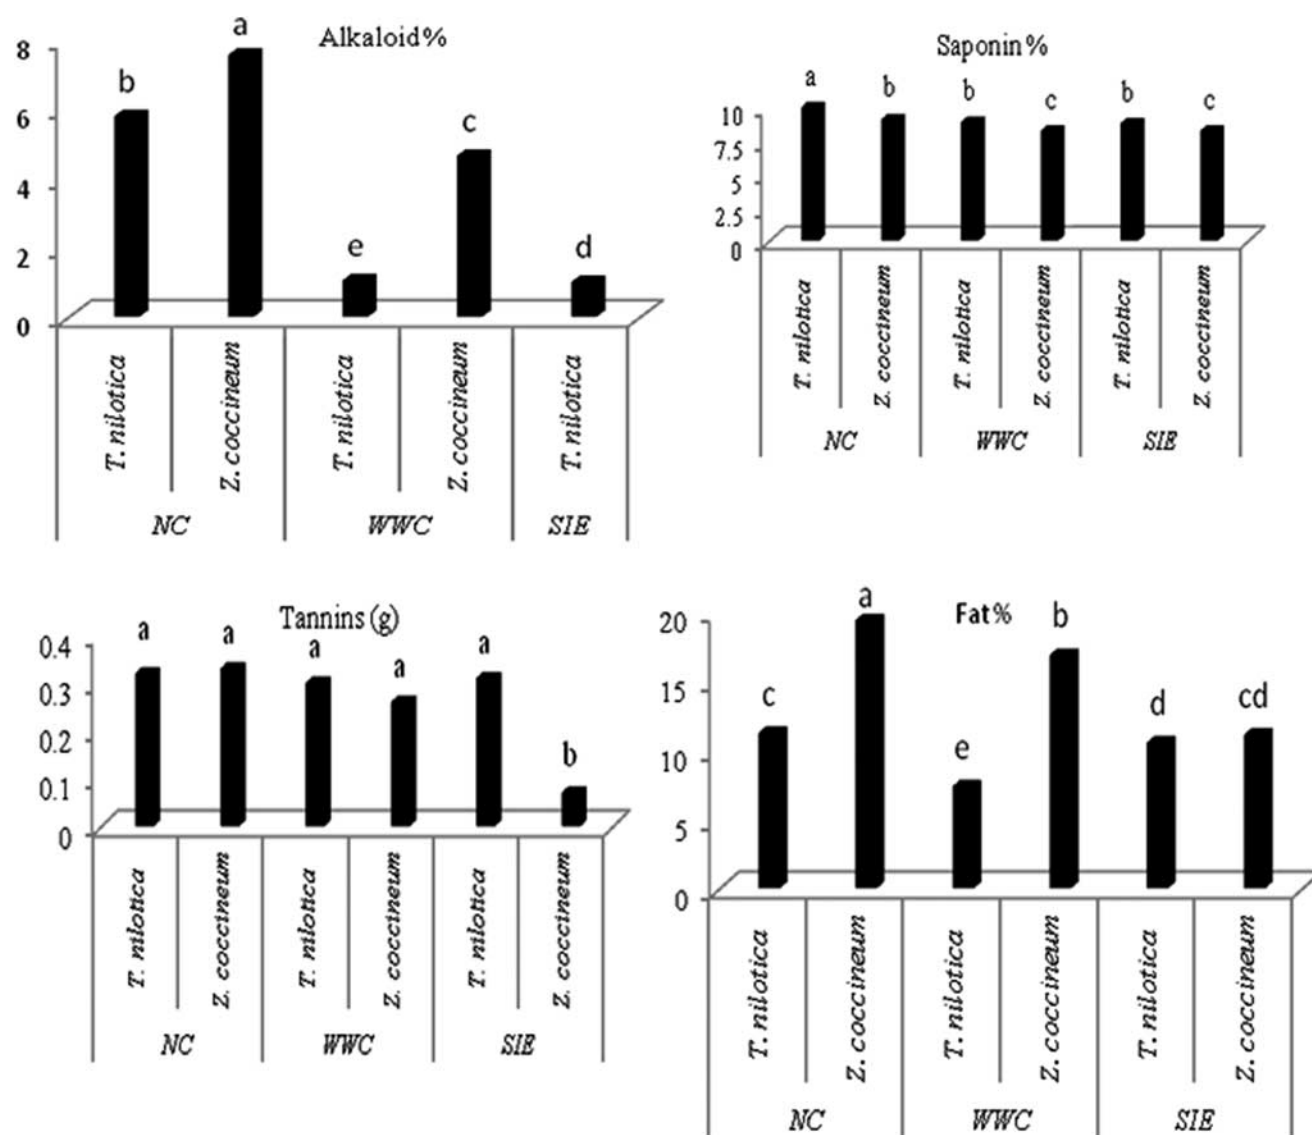 Alkaloid%
8
6
4
2
0
b
a
e
c
d
T. nilotica
Z. coccineum
T. nilotica
Z. coccineum
T. nilotica
NC
WWC
SIE
Saponin%
10
7.5
5
2.5
0
a
b
b
c
b
c
T. nilotica
Z. coccineum
T. nilotica
Z. coccineum
T. nilotica
Z. coccineum
NC
WWC
SIE
Tannins (g)
0.4
0.3
0.2
0.1
0
a
a
a
a
a
b
T. nilotica
Z. coccineum
T. nilotica
Z. coccineum
T. nilotica
Z. coccineum
NC
WWC
SIE
Fat%
20
15
10
5
0
c
a
e
b
d
cd
T. nilotica
Z. coccineum
T. nilotica
Z. coccineum
T. nilotica
Z. coccineum
NC
WWC
SIE